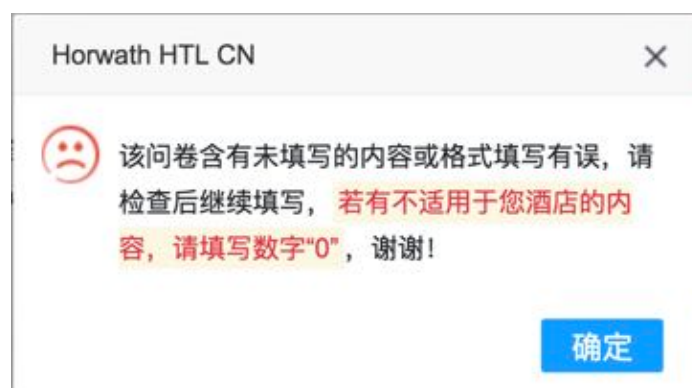 Horwath HTL CN
该问卷含有未填写的内容或格式填写有误，请
检查后继续填写，若有不适用于您酒店的内
容，请填写数字“0”，谢谢！
确定